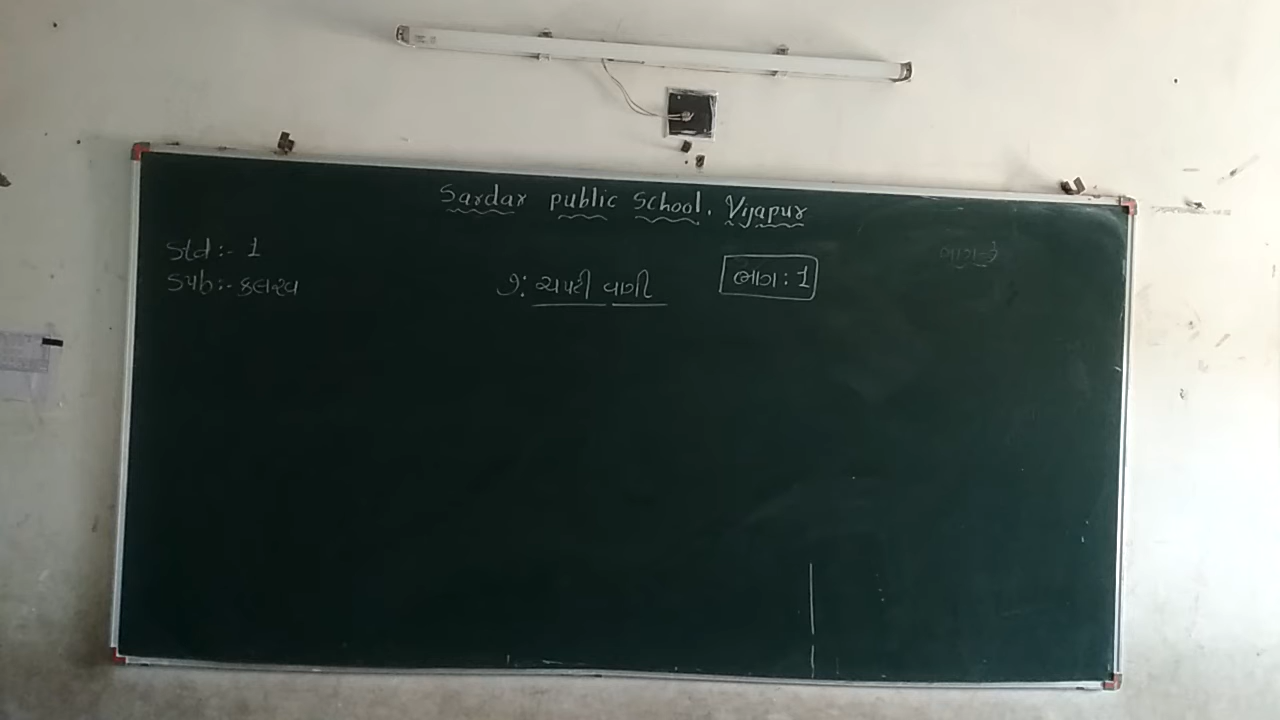 Sardar public School, Vijapur
Std :- 1
Sub :- કલરવ
૭: ચપટી વાગી
ભાગ : 1